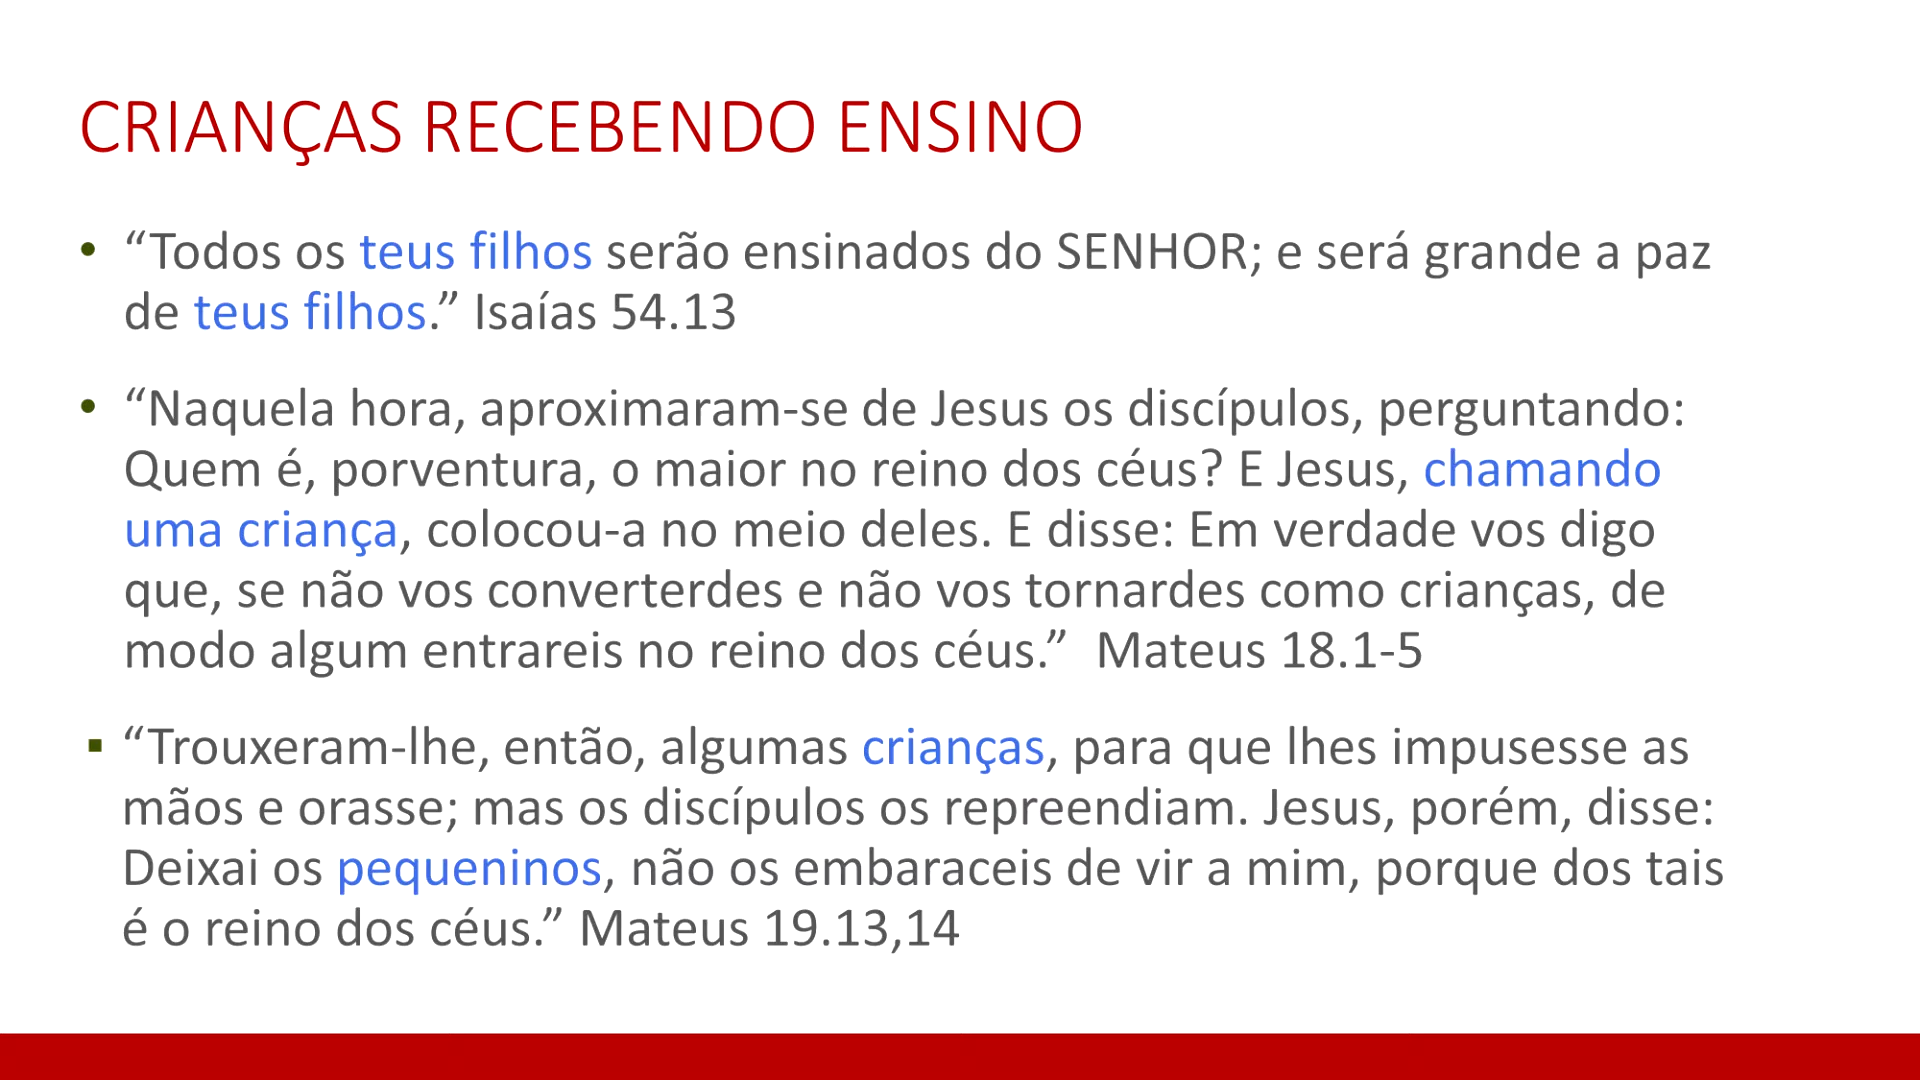 CRIANÇAS RECEBENDO ENSINO
• “Todos os teus filhos serão ensinados do SENHOR; e será grande a paz
de teus filhos.” Isaías 54.13
• “Naquela hora, aproximaram-se de Jesus os discípulos, perguntando:
Quem é, porventura, o maior no reino dos céus? E Jesus, chamando
uma criança, colocou-a no meio deles. E disse: Em verdade vos digo
que, se não vos converterdes e não vos tornardes como crianças, de
modo algum entrareis no reino dos céus.”  Mateus 18.1-5
▪ “Trouxeram-lhe, então, algumas crianças, para que lhes impusesse as
mãos e orasse; mas os discípulos os repreendiam. Jesus, porém, disse:
Deixai os pequeninos, não os embaraceis de vir a mim, porque dos tais
é o reino dos céus.” Mateus 19.13,14